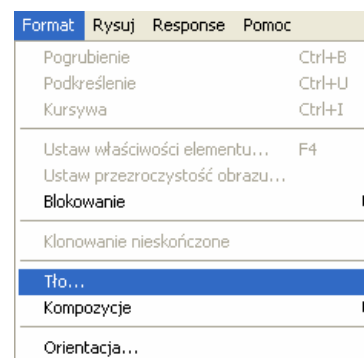 Format Rysuj Response Pomoc
Pogrubienie Ctrl+B
Podkreślenie Ctrl+U
Kursywa Ctrl+I
Ustaw właściwości elementu... F4
Ustaw przezroczystość obrazu...
Blokowanie
Klonowanie nieskończone
Tło...
Kompozycje
Orientacja...